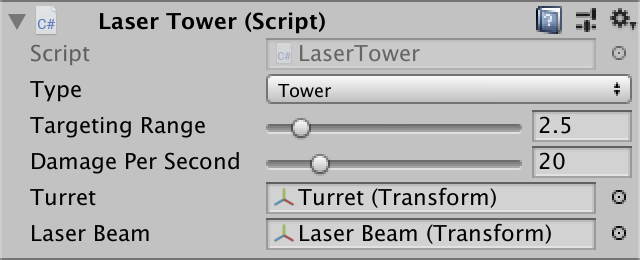 C# Laser Tower (Script)
Script C# LaserTower
Type Tower
Targeting Range 2.5
Damage Per Second 20
Turret Turret (Transform)
Laser Beam Laser Beam (Transform)